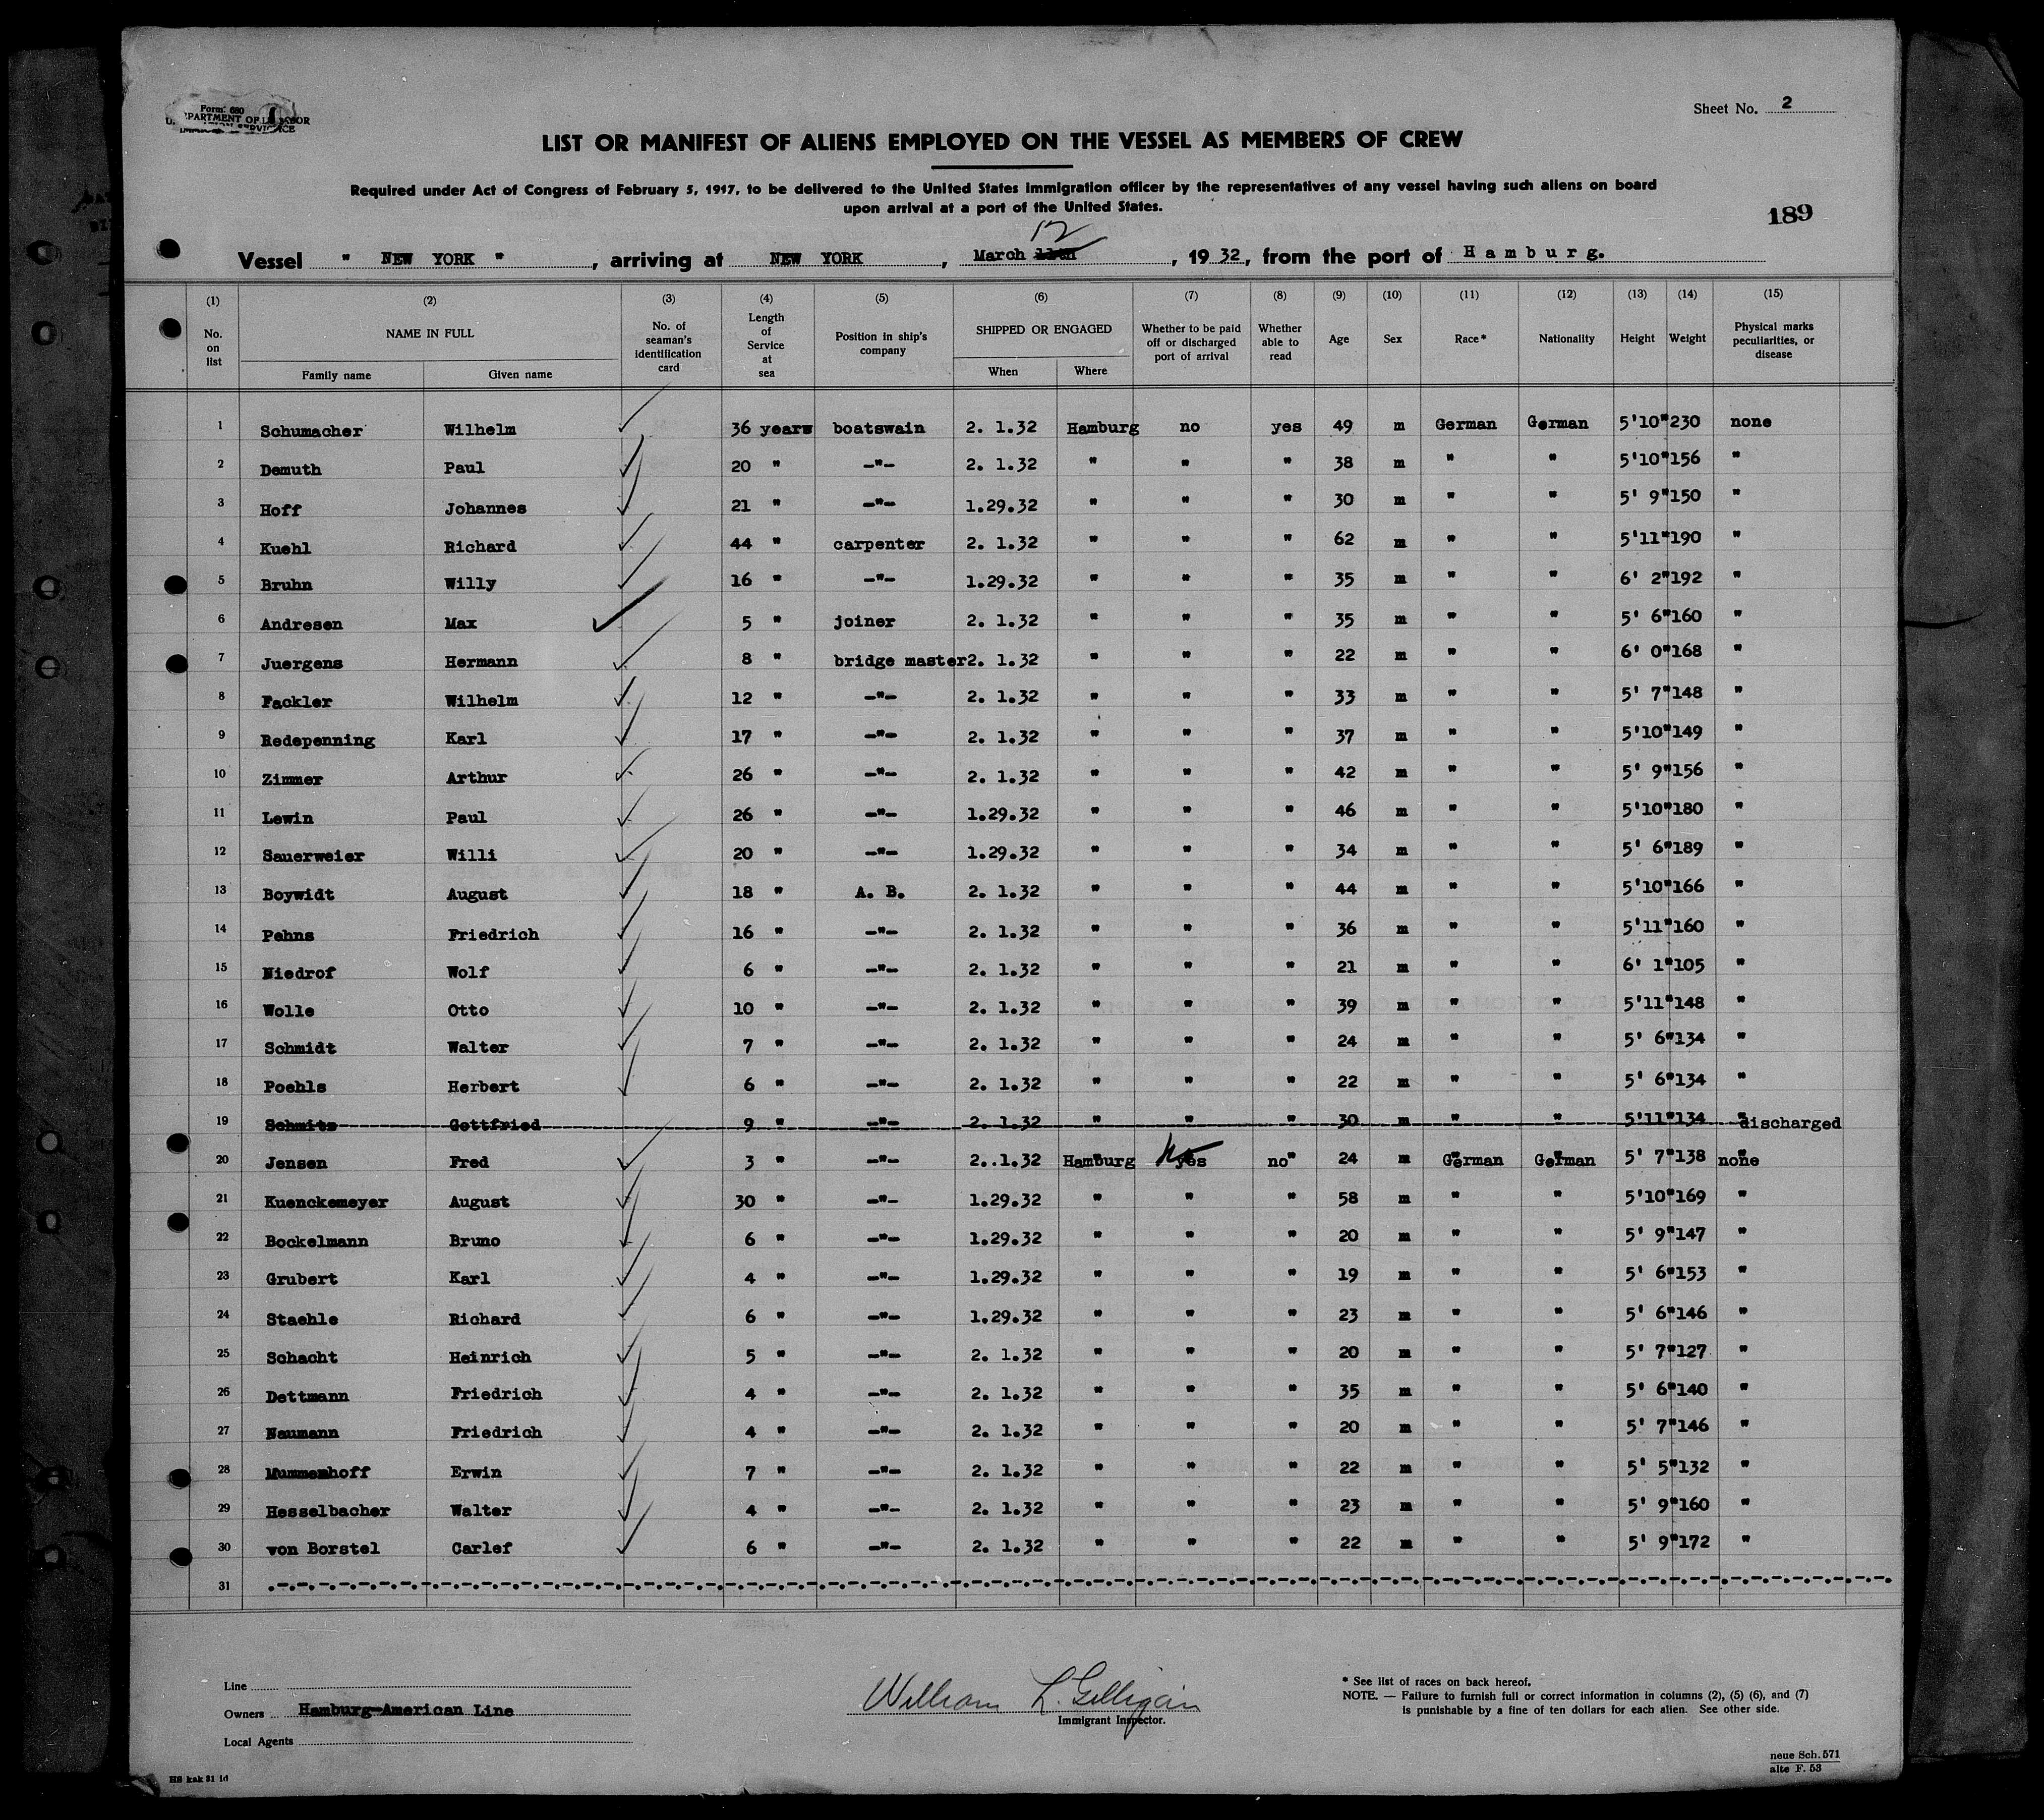 Form 680
DEPARTMENT OF LABOR
IMMIGRATION SERVICE
Sheet No. 2
LIST OR MANIFEST OF ALIENS EMPLOYED ON THE VESSEL AS MEMBERS OF CREW
Required under Act of Congress of February 5, 1917, to be delivered to the United States immigration officer by the representatives of any vessel having such aliens on board
upon arrival at a port of the United States.
189
12
Vessel " NEW YORK ", arriving at NEW YORK, March 11th, 1932, from the port of Hamburg.
(1) (2) (3) (4) (5) (6) (7) (8) (9) (10) (11) (12) (13) (14) (15)
No. on list NAME IN FULL Family name Given name No. of seaman's identification card Length of Service at sea Position in ship's company SHIPPED OR ENGAGED When Where Whether to be paid off or discharged port of arrival Whether able to read Age Sex Race* Nationality Height Weight Physical marks peculiarities, or disease
1 Schumacher Wilhelm 36 years boatswain 2. 1.32 Hamburg no yes 49 m German German 5'10" 230 none
2 Demuth Paul 20 " -"- 2. 1.32 " " " 38 m " " 5'10" 156 "
3 Hoff Johannes 21 " -"- 1.29.32 " " " 30 m " " 5' 9" 150 "
4 Kuehl Richard 44 " carpenter 2. 1.32 " " " 62 m " " 5'11" 190 "
5 Bruhn Willy 16 " -"- 1.29.32 " " " 35 m " " 6' 2" 192 "
6 Andresen Max 5 " joiner 2. 1.32 " " " 35 m " " 5' 6" 160 "
7 Juergens Hermann 8 " bridge master 2. 1.32 " " " 22 m " " 6' 0" 168 "
8 Fackler Wilhelm 12 " -"- 2. 1.32 " " " 33 m " " 5' 7" 148 "
9 Redepenning Karl 17 " -"- 2. 1.32 " " " 37 m " " 5'10" 149 "
10 Zimmer Arthur 26 " -"- 2. 1.32 " " " 42 m " " 5' 9" 156 "
11 Lewin Paul 26 " -"- 1.29.32 " " " 46 m " " 5'10" 180 "
12 Sauerweier Willi 20 " -"- 1.29.32 " " " 34 m " " 5' 6" 189 "
13 Boywidt August 18 " A. B. 2. 1.32 " " " 44 m " " 5'10" 166 "
14 Pehns Friedrich 16 " -"- 2. 1.32 " " " 36 m " " 5'11" 160 "
15 Niedrof Wolf 6 " -"- 2. 1.32 " " " 21 m " " 6' 1" 105 "
16 Wolle Otto 10 " -"- 2. 1.32 " " " 39 m " " 5'11" 148 "
17 Schmidt Walter 7 " -"- 2. 1.32 " " " 24 m " " 5' 6" 134 "
18 Poehls Herbert 6 " -"- 2. 1.32 " " " 22 m " " 5' 6" 134 "
19 Schmitz Gottfried 9 " -"- 2. 1.32 " " " 30 m " " 5'11" 134 " discharged
20 Jensen Fred 3 " -"- 2..1.32 Hamburg yes no 24 m German German 5' 7" 138 none
21 Kuenckemeyer August 30 " -"- 1.29.32 " " " 58 m " " 5'10" 169 "
22 Bockelmann Bruno 6 " -"- 1.29.32 " " " 20 m " " 5' 9" 147 "
23 Grubert Karl 4 " -"- 1.29.32 " " " 19 m " " 5' 6" 153 "
24 Staehle Richard 6 " -"- 1.29.32 " " " 23 m " " 5' 6" 146 "
25 Schacht Heinrich 5 " -"- 2. 1.32 " " " 20 m " " 5' 7" 127 "
26 Dettmann Friedrich 4 " -"- 2. 1.32 " " " 35 m " " 5' 6" 140 "
27 Naumann Friedrich 4 " -"- 2. 1.32 " " " 20 m " " 5' 7" 146 "
28 Mummenhoff Erwin 7 " -"- 2. 1.32 " " " 22 m " " 5' 5" 132 "
29 Hesselbacher Walter 4 " -"- 2. 1.32 " " " 23 m " " 5' 9" 160 "
30 von Borstel Carlef 6 " -"- 2. 1.32 " " " 22 m " " 5' 9" 172 "
31
Line
Owners Hamburg-American Line
Local Agents
William L. Gilligan
Immigrant Inspector.
* See list of races on back hereof.
NOTE. — Failure to furnish full or correct information in columns (2), (5) (6), and (7)
is punishable by a fine of ten dollars for each alien. See other side.
neue Sch. 571
alte F. 53
HS kak 31 id